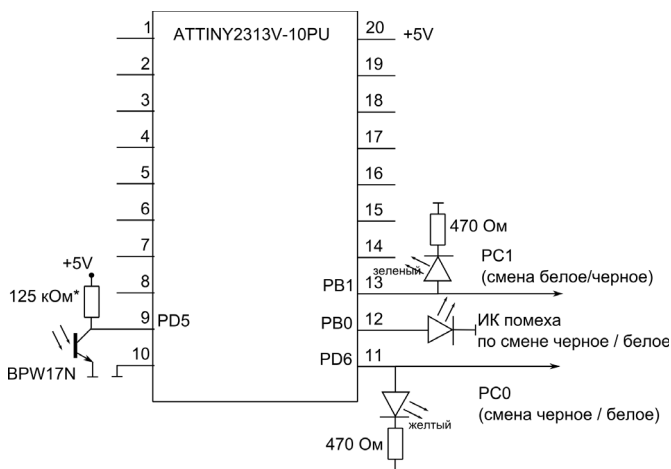 ATTINY2313V-10PU
1
2
3
4
5
6
7
8
9
10
20
+5V
19
18
17
16
15
14
13
12
11
470 Ом
зеленый
PC1
(смена белое/черное)
PB1
PB0
PD6
PD5
+5V
125 кОм*
BPW17N
ИК помеха
по смене черное / белое
PC0
(смена черное / белое)
желтый
470 Ом